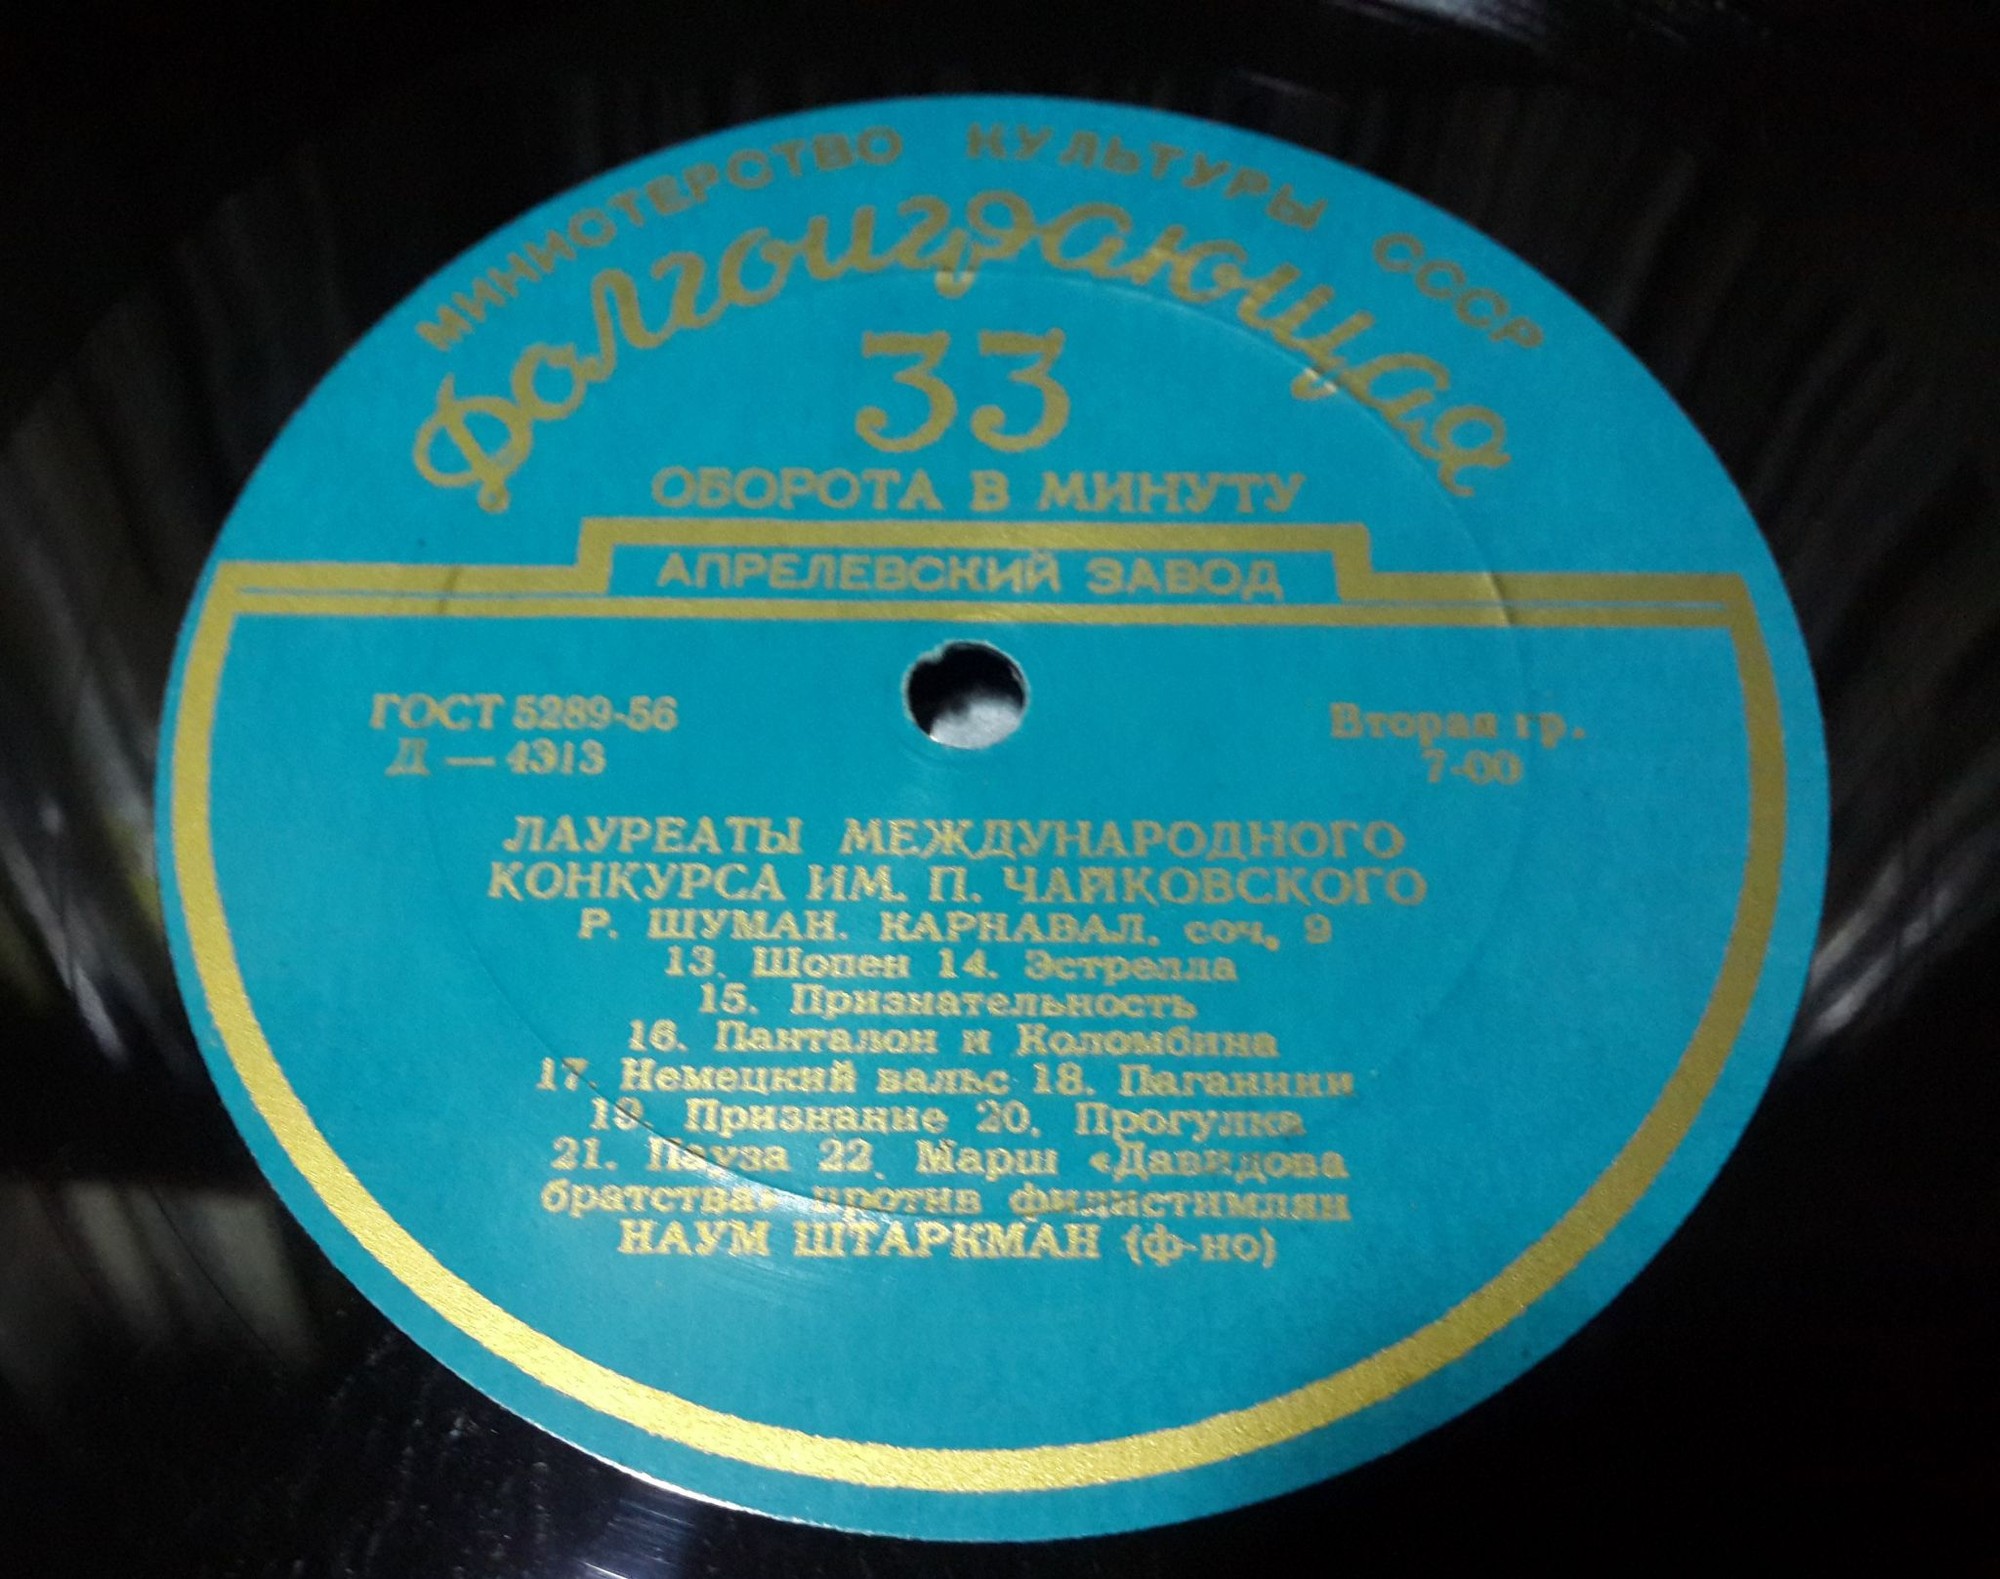 МИНИСТЕРСТВО КУЛЬТУРЫ СССР
Долгоиграющая
33
ОБОРОТА В МИНУТУ
АПРЕЛЕВСКИЙ ЗАВОД
ГОСТ 5289-56
Д — 4313
Вторая гр.
7-00
ЛАУРЕАТЫ МЕЖДУНАРОДНОГО
КОНКУРСА ИМ. П. ЧАЙКОВСКОГО
Р. ШУМАН. КАРНАВАЛ. соч. 9
13. Шопен 14. Эстрелла
15. Признательность
16. Панталон и Коломбина
17. Немецкий вальс 18. Паганини
19. Признание 20. Прогулка
21. Пауза 22. Марш «Давидова
братства» против филистимлян
НАУМ ШТАРКМАН (ф-но)